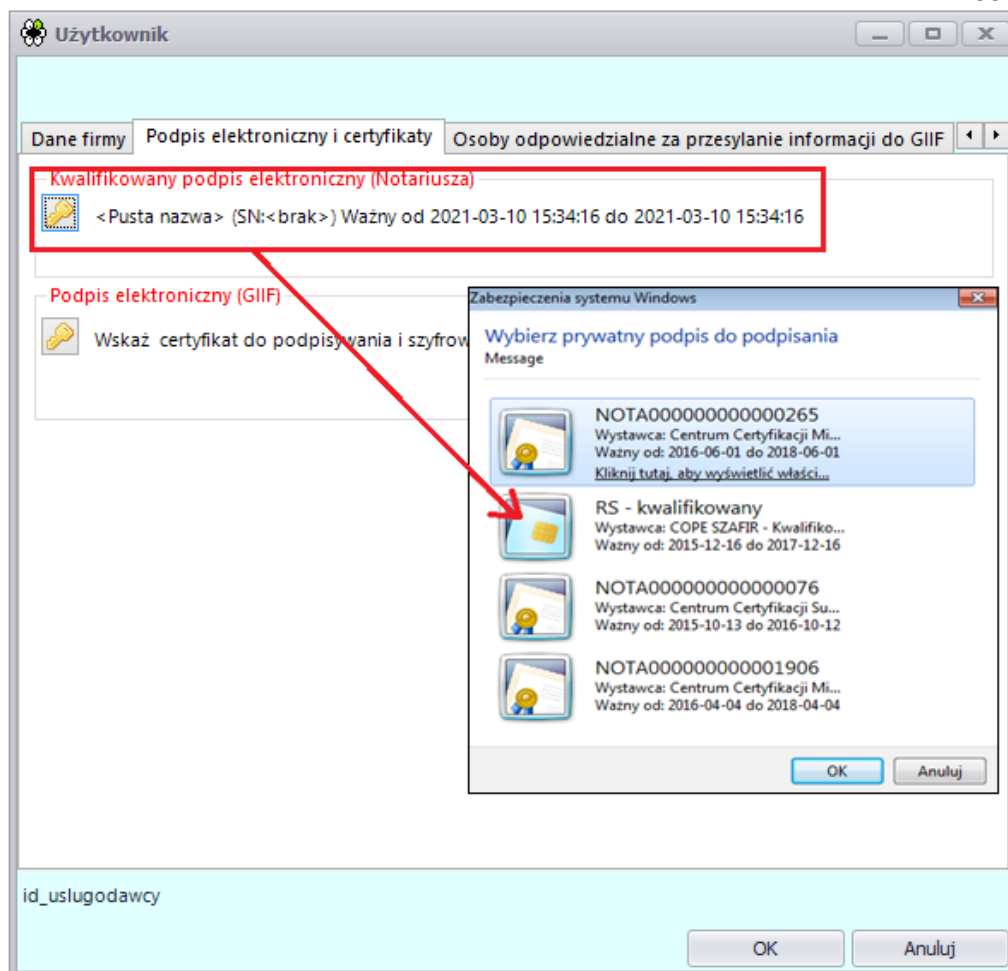 Użytkownik
Dane firmy
Podpis elektroniczny i certyfikaty
Osoby odpowiedzialne za przesyłanie informacji do GIIF
Kwalifikowany podpis elektroniczny (Notariusza)
<Pusta nazwa> (SN:<brak>) Ważny od 2021-03-10 15:34:16 do 2021-03-10 15:34:16
Podpis elektroniczny (GIIF)
Wskaż certyfikat do podpisywania i szyfrow
Zabezpieczenia systemu Windows
Wybierz prywatny podpis do podpisania
Message
NOTA000000000000265
Wystawca: Centrum Certyfikacji Mi...
Ważny od: 2016-06-01 do 2018-06-01
Kliknij tutaj, aby wyświetlić właści...
RS - kwalifikowany
Wystawca: COPE SZAFIR - Kwalifiko...
Ważny od: 2015-12-16 do 2017-12-16
NOTA000000000000076
Wystawca: Centrum Certyfikacji Su...
Ważny od: 2015-10-13 do 2016-10-12
NOTA000000000001906
Wystawca: Centrum Certyfikacji Mi...
Ważny od: 2016-04-04 do 2018-04-04
OK
Anuluj
id_uslugodawcy
OK
Anuluj